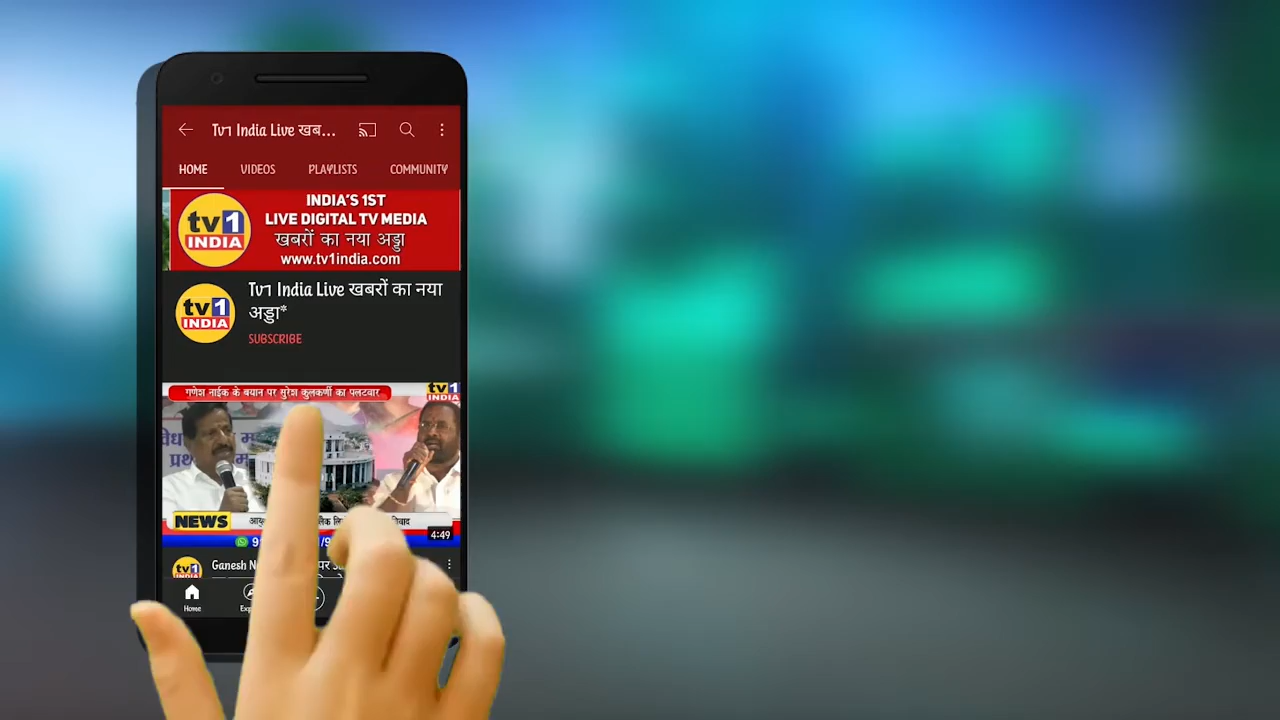 Tv1 India Live खब...
HOME VIDEOS PLAYLISTS COMMUNITY
tv1
INDIA
INDIA'S 1ST
LIVE DIGITAL TV MEDIA
खबरों का नया अड्डा
www.tv1india.com
tv1
INDIA
Tv1 India Live खबरों का नया
अड्डा*
SUBSCRIBE
गणेश नाईक के बयान पर सुरेश कुलकर्णी का पलटवार
tv1
INDIA
NEWS
4:49
tv1
INDIA
Ganesh
Home